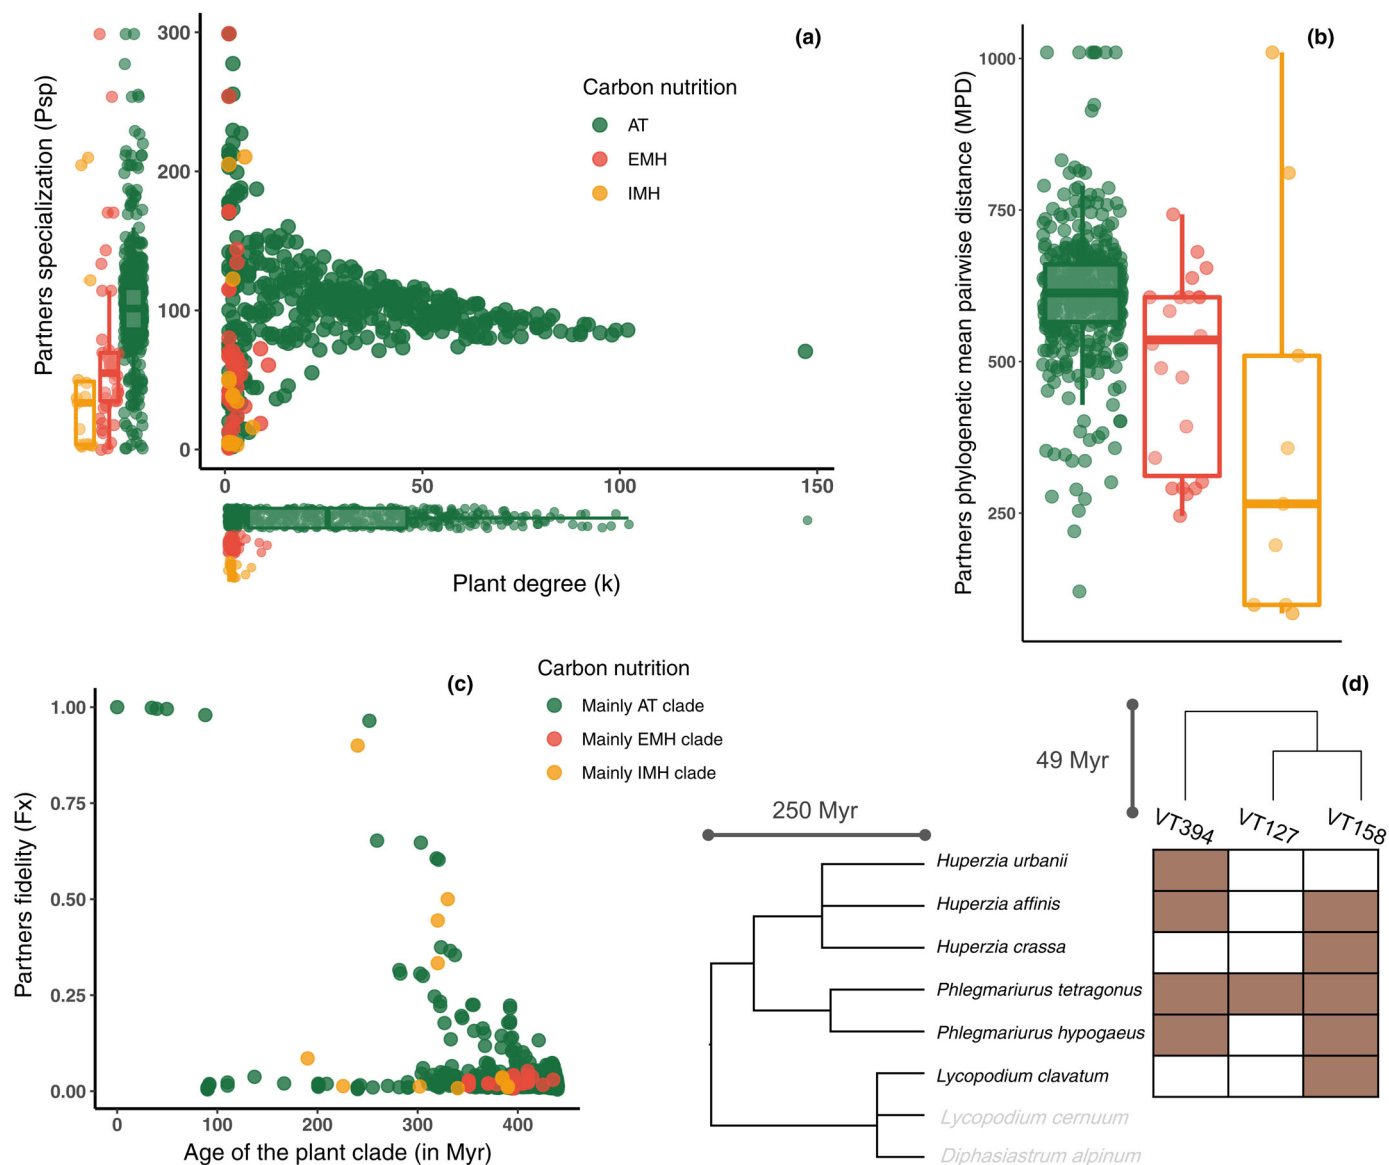 (a)
Partners specialization (Psp)
300
200
100
0
Carbon nutrition
AT
EMH
IMH
0 50 100 150
Plant degree (k)
(b)
Partners phylogenetic mean pairwise distance (MPD)
1000
750
500
250
(c)
Partners fidelity (Fx)
1.00
0.75
0.50
0.25
0.00
Carbon nutrition
Mainly AT clade
Mainly EMH clade
Mainly IMH clade
0 100 200 300 400
Age of the plant clade (in Myr)
(d)
49 Myr
250 Myr
VT394 VT127 VT158
Huperzia urbanii
Huperzia affinis
Huperzia crassa
Phlegmariurus tetragonus
Phlegmariurus hypogaeus
Lycopodium clavatum
Lycopodium cernuum
Diphasiastrum alpinum